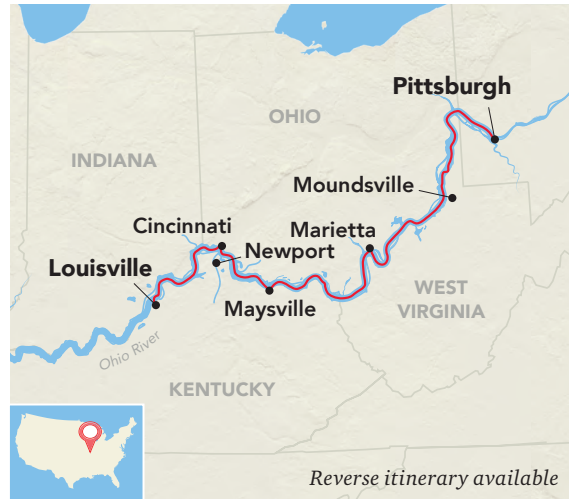 Pittsburgh
OHIO
INDIANA
Moundsville
Cincinnati
Marietta
Newport
Louisville
WEST
VIRGINIA
Maysville
Ohio River
KENTUCKY
Reverse itinerary available